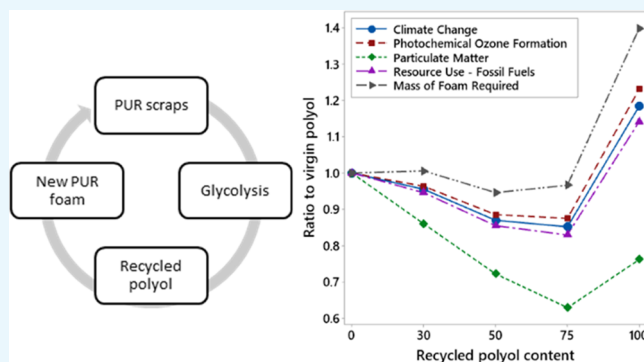 PUR scraps
Glycolysis
Recycled
polyol
New PUR
foam
Climate Change
Photochemical Ozone Formation
Particulate Matter
Resource Use - Fossil Fuels
Mass of Foam Required
Ratio to virgin polyol
1.4
1.3
1.2
1.1
1.0
0.9
0.8
0.7
0.6
0
30
50
75
100
Recycled polyol content